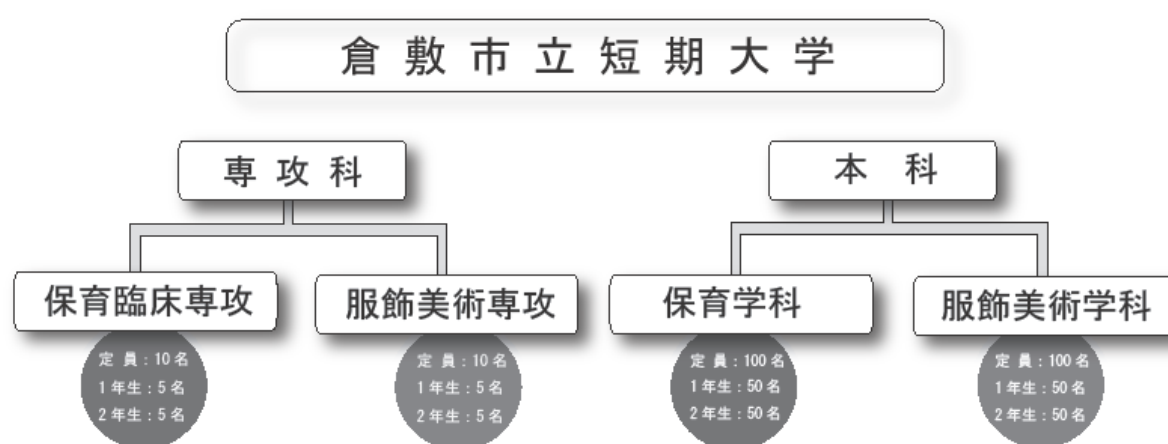 倉敷市立短期大学
専攻科
本科
保育臨床専攻
服飾美術専攻
保育学科
服飾美術学科
定員：10名
1年生：5名
2年生：5名
定員：10名
1年生：5名
2年生：5名
定員：100名
1年生：50名
2年生：50名
定員：100名
1年生：50名
2年生：50名